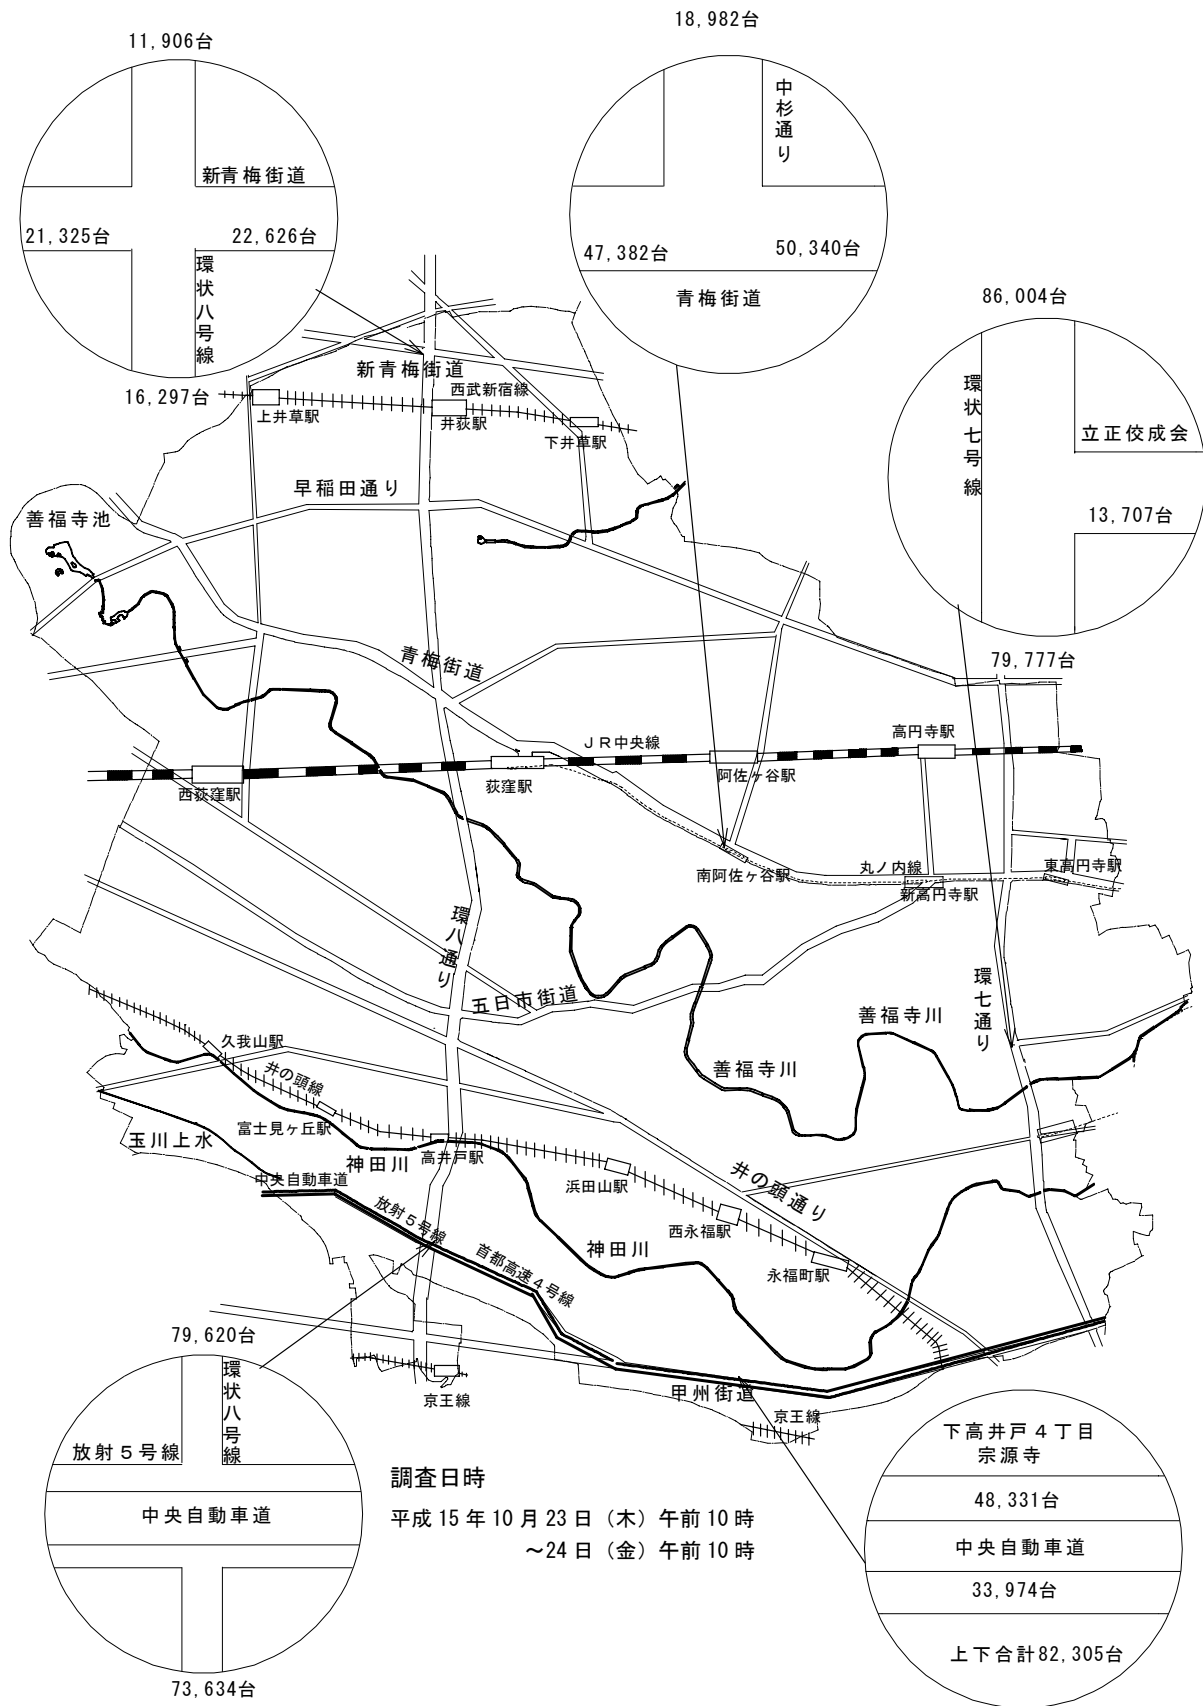 11,906台
新青梅街道
21,325台
22,626台
環状八号線
16,297台
18,982台
中杉通り
47,382台
50,340台
青梅街道
86,004台
環状七号線
立正佼成会
13,707台
79,777台
新青梅街道
西武新宿線
上井草駅
井荻駅
下井草駅
早稲田通り
善福寺池
青梅街道
JR中央線
高円寺駅
西荻窪駅
荻窪駅
阿佐ヶ谷駅
南阿佐ヶ谷駅
丸ノ内線
新高円寺駅
東高円寺駅
環八通り
五日市街道
環七通り
善福寺川
善福寺川
久我山駅
井の頭線
富士見ヶ丘駅
玉川上水
神田川
高井戸駅
浜田山駅
井の頭通り
中央自動車道
放射5号線
西永福駅
首都高速4号線
神田川
永福町駅
甲州街道
京王線
京王線
79,620台
環状八号線
放射5号線
中央自動車道
73,634台
調査日時
平成15年10月23日（木）午前10時
～24日（金）午前10時
下高井戸4丁目
宗源寺
48,331台
中央自動車道
33,974台
上下合計82,305台